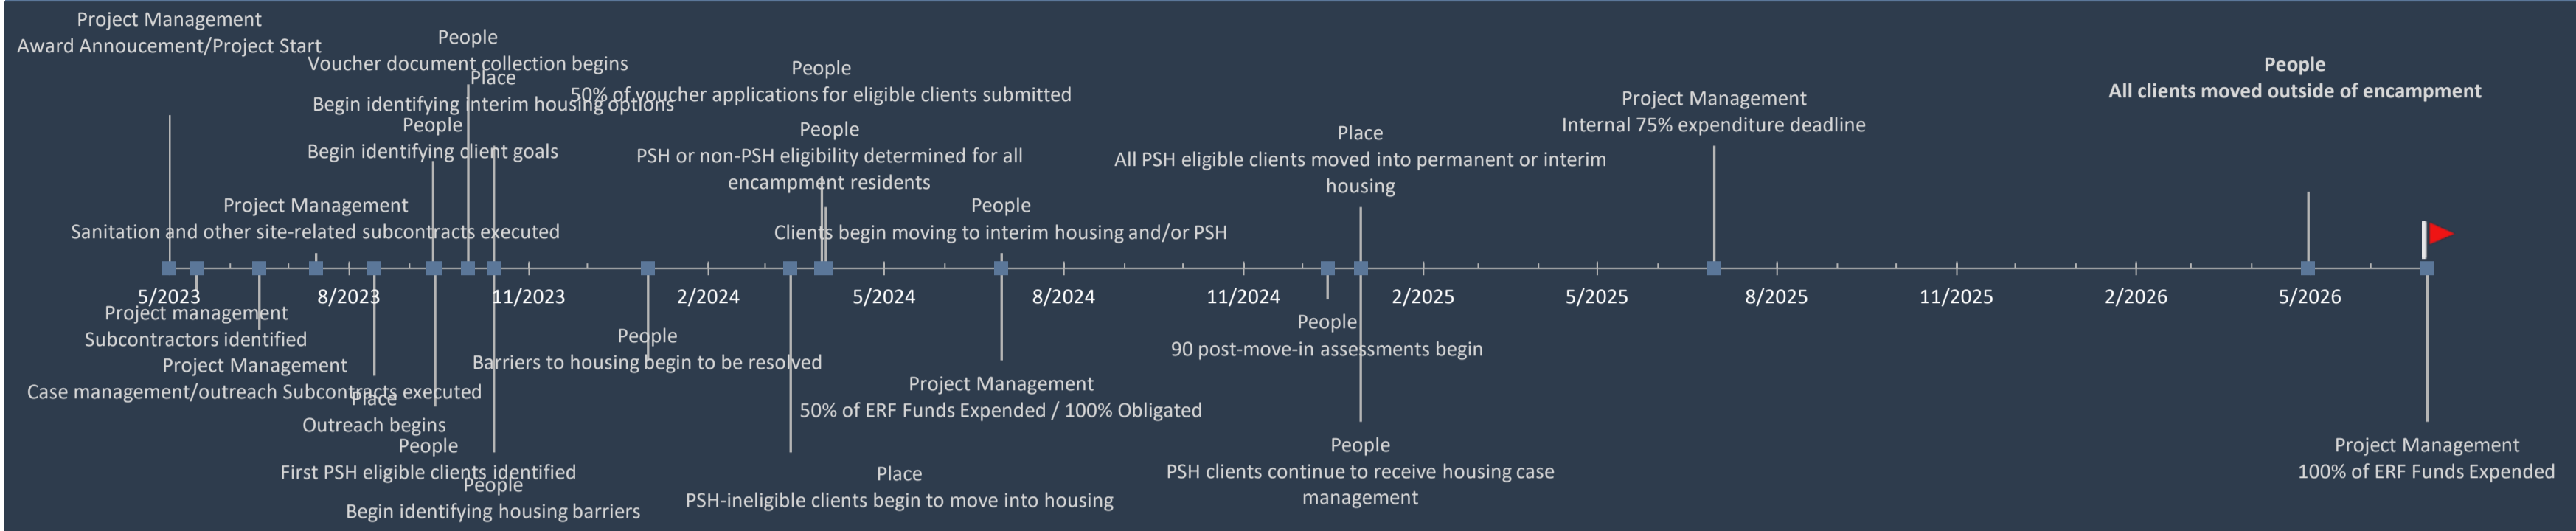 Project Management
Award Annoucement/Project Start
People
Voucher document collection begins
Place
Begin identifying interim housing options
People
Begin identifying client goals
Project Management
Sanitation and other site-related subcontracts executed
People
50% of voucher applications for eligible clients submitted
People
PSH or non-PSH eligibility determined for all
encampment residents
People
Clients begin moving to interim housing and/or PSH
Place
All PSH eligible clients moved into permanent or interim
housing
Project Management
Internal 75% expenditure deadline
People
All clients moved outside of encampment
5/2023
8/2023
11/2023
2/2024
5/2024
8/2024
11/2024
2/2025
5/2025
8/2025
11/2025
2/2026
5/2026
Project management
Subcontractors identified
Project Management
Case management/outreach Subcontracts executed
Place
Outreach begins
People
First PSH eligible clients identified
People
Begin identifying housing barriers
People
Barriers to housing begin to be resolved
Place
PSH-ineligible clients begin to move into housing
Project Management
50% of ERF Funds Expended / 100% Obligated
People
90 post-move-in assessments begin
People
PSH clients continue to receive housing case
management
Project Management
100% of ERF Funds Expended